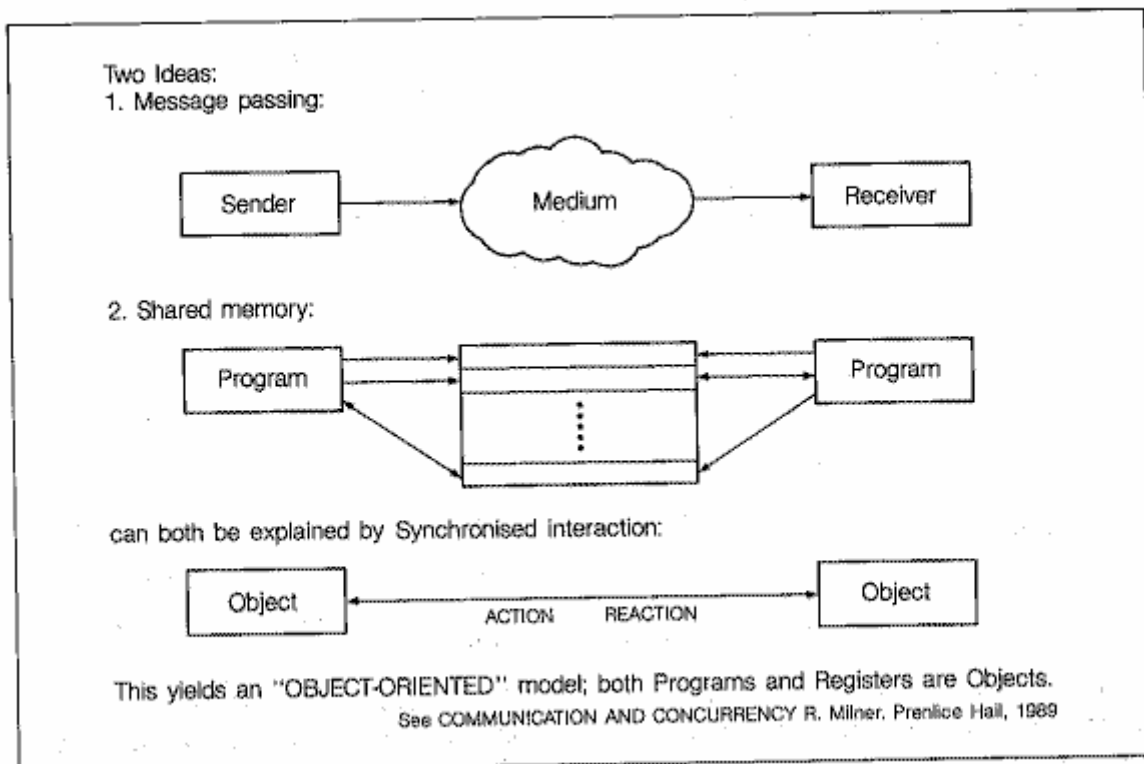 Two Ideas:
1. Message passing:
Sender
Medium
Receiver
2. Shared memory:
Program
Program
can both be explained by Synchronised interaction:
Object
ACTION REACTION
Object
This yields an "OBJECT-ORIENTED" model; both Programs and Registers are Objects.
See COMMUNICATION AND CONCURRENCY R. Milner. Prentice Hall, 1989